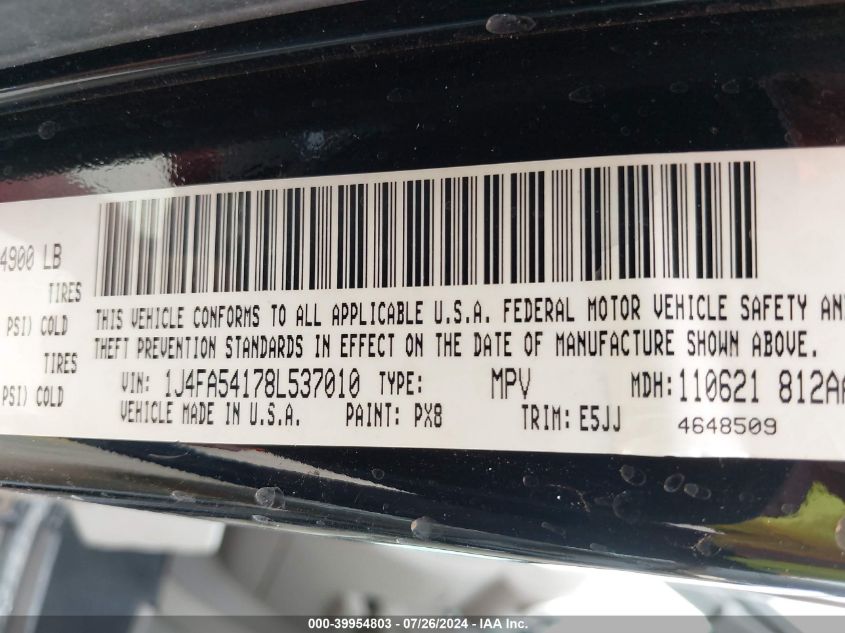 4900 LB
TIRES
PSI) COLD
TIRES
PSI) COLD
THIS VEHICLE CONFORMS TO ALL APPLICABLE U.S.A. FEDERAL MOTOR VEHICLE SAFETY AN
THEFT PREVENTION STANDARDS IN EFFECT ON THE DATE OF MANUFACTURE SHOWN ABOVE.
VIN: 1J4FA54178L537010 TYPE: MPV MDH:110621 812AA
VEHICLE MADE IN U.S.A. PAINT: PX8 TRIM: E5JJ 4648509
000-39954803 - 07/26/2024 - IAA Inc.